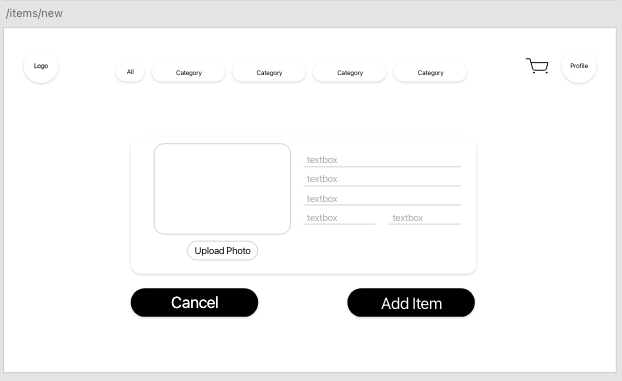 /items/new
Logo
All
Category
Category
Category
Category
Profile
textbox
textbox
textbox
textbox textbox
Upload Photo
Cancel
Add Item